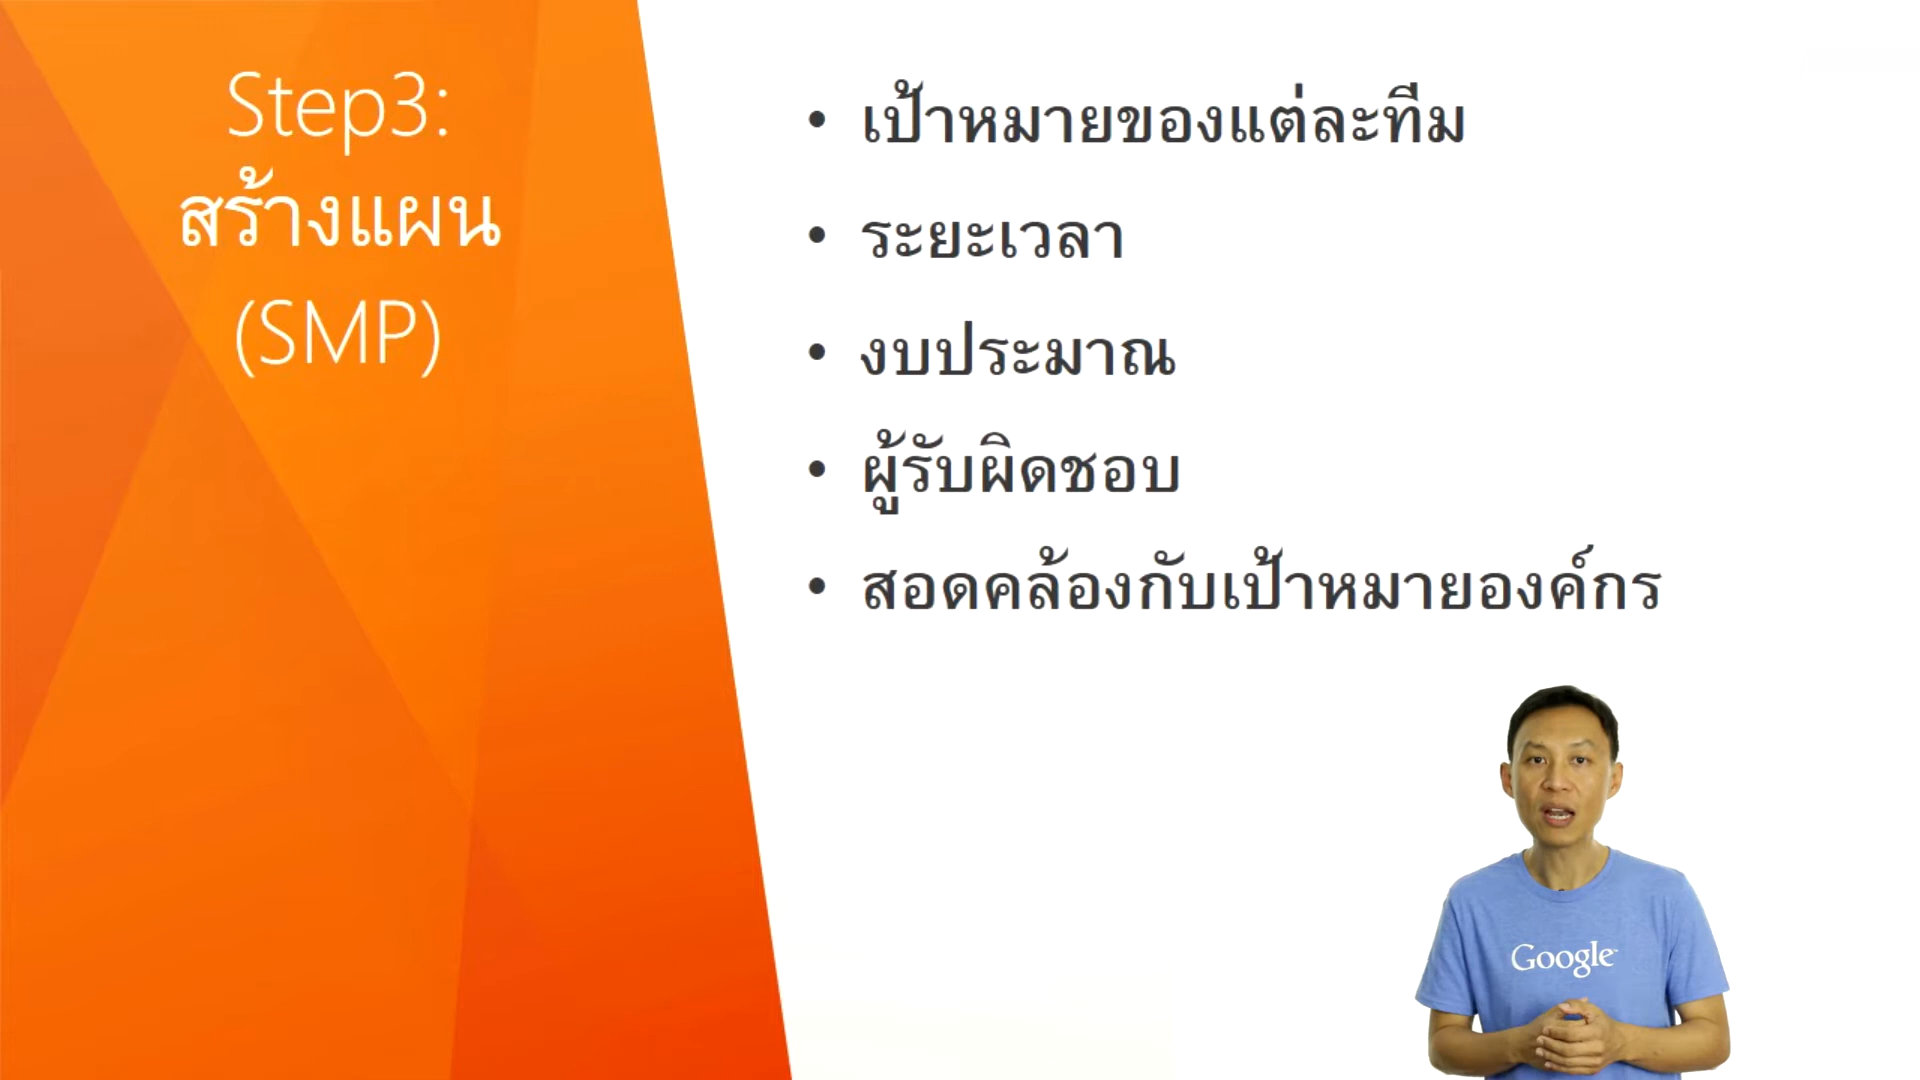 Step3:
สร้างแผน
(SMP)
• เป้าหมายของแต่ละทีม
• ระยะเวลา
• งบประมาณ
• ผู้รับผิดชอบ
• สอดคล้องกับเป้าหมายองค์กร
Google